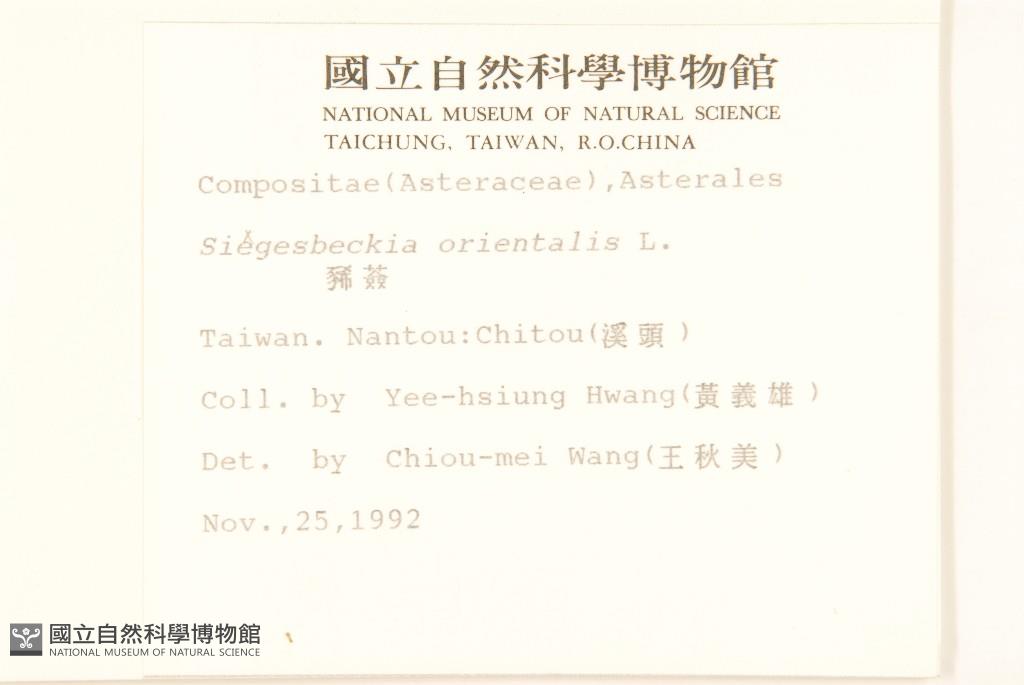 國立自然科學博物館
NATIONAL MUSEUM OF NATURAL SCIENCE
TAICHUNG, TAIWAN, R.O.CHINA
Compositae(Asteraceae),Asterales
Siegesbeckia orientalis L.
豨薟
Taiwan. Nantou:Chitou(溪頭)
Coll. by Yee-hsiung Hwang(黃義雄)
Det. by Chiou-mei Wang(王秋美)
Nov.,25,1992
國立自然科學博物館
NATIONAL MUSEUM OF NATURAL SCIENCE